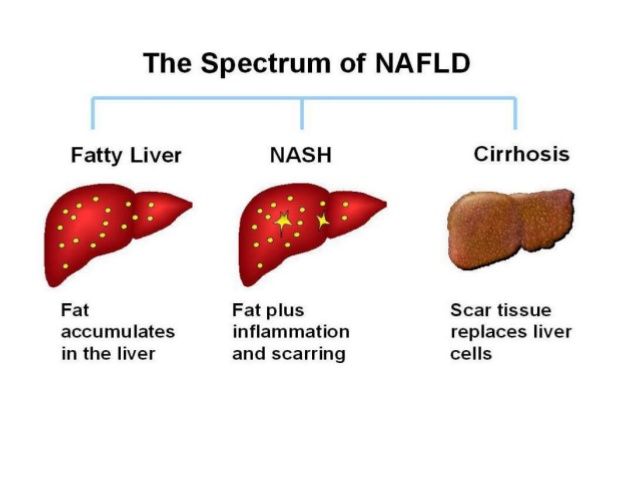 The Spectrum of NAFLD
Fatty Liver
NASH
Cirrhosis
Fat
accumulates
in the liver
Fat plus
inflammation
and scarring
Scar tissue
replaces liver
cells